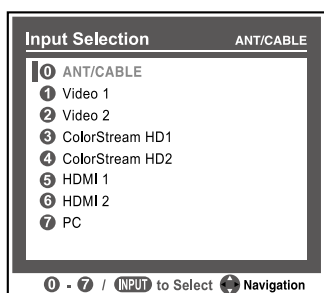 Input Selection ANT/CABLE
0 ANT/CABLE
1 Video 1
2 Video 2
3 ColorStream HD1
4 ColorStream HD2
5 HDMI 1
6 HDMI 2
7 PC
0 - 7 / INPUT to Select Navigation